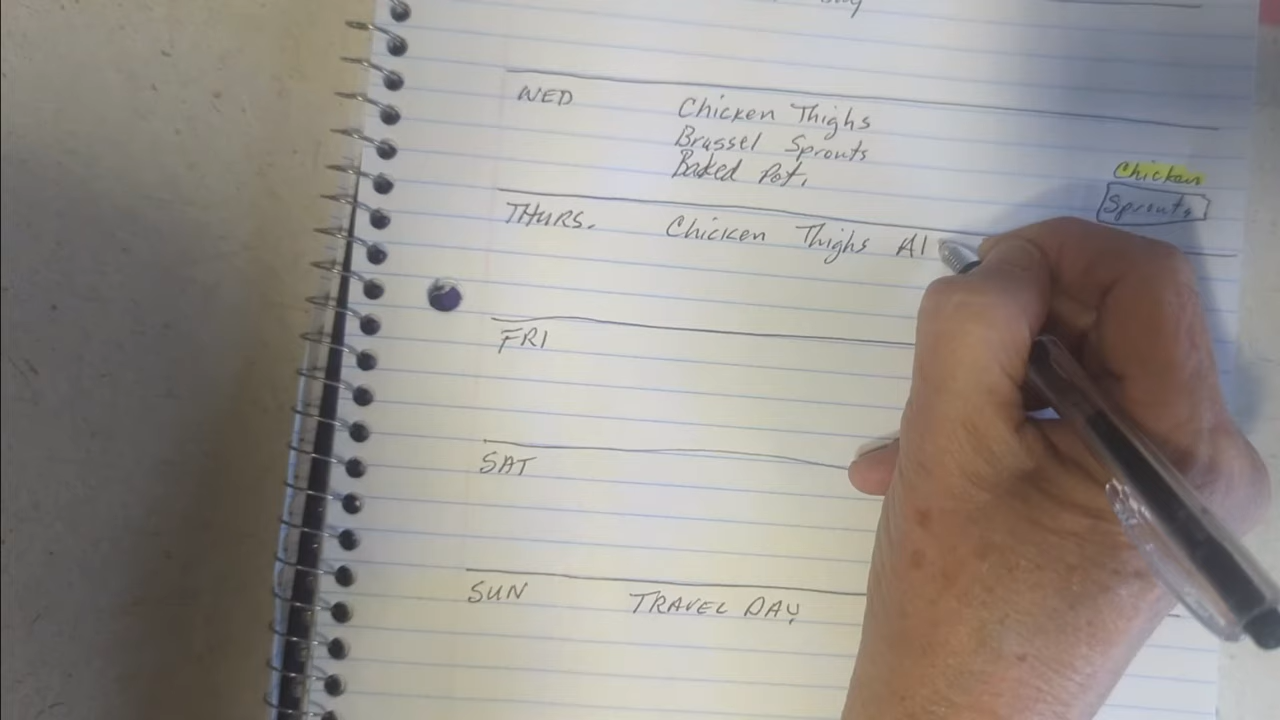 WED
Chicken Thighs
Brussel Sprouts
Baked Pot.
Chicken
Sprouts
THURS.
Chicken Thighs Al
FRI
SAT
SUN
TRAVEL DAY